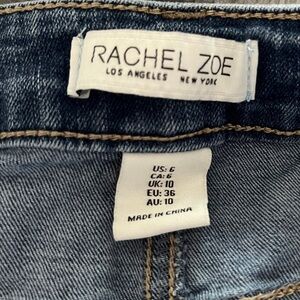 RACHEL ZOE
LOS ANGELES NEW YORK
US: 6
CA: 6
UK: 10
EU: 36
AU: 10
MADE IN CHINA